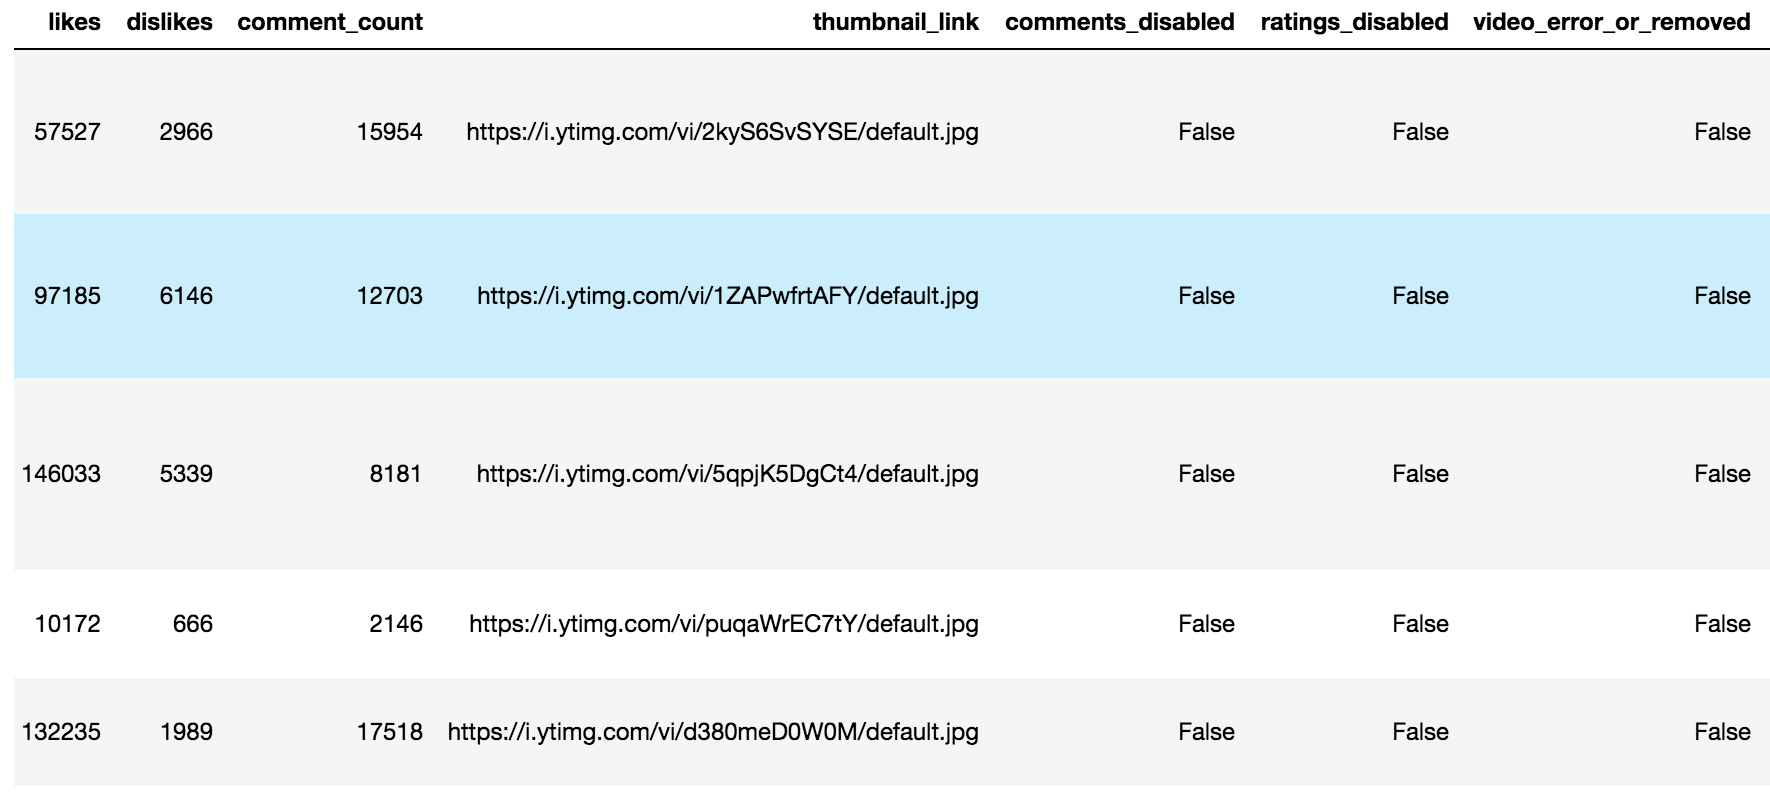 likes dislikes comment_count thumbnail_link comments_disabled ratings_disabled video_error_or_removed
57527 2966 15954 https://i.ytimg.com/vi/2kyS6SvSYSE/default.jpg False False False
97185 6146 12703 https://i.ytimg.com/vi/1ZAPwfrtAFY/default.jpg False False False
146033 5339 8181 https://i.ytimg.com/vi/5qpjK5DgCt4/default.jpg False False False
10172 666 2146 https://i.ytimg.com/vi/puqaWrEC7tY/default.jpg False False False
132235 1989 17518 https://i.ytimg.com/vi/d380meD0W0M/default.jpg False False False